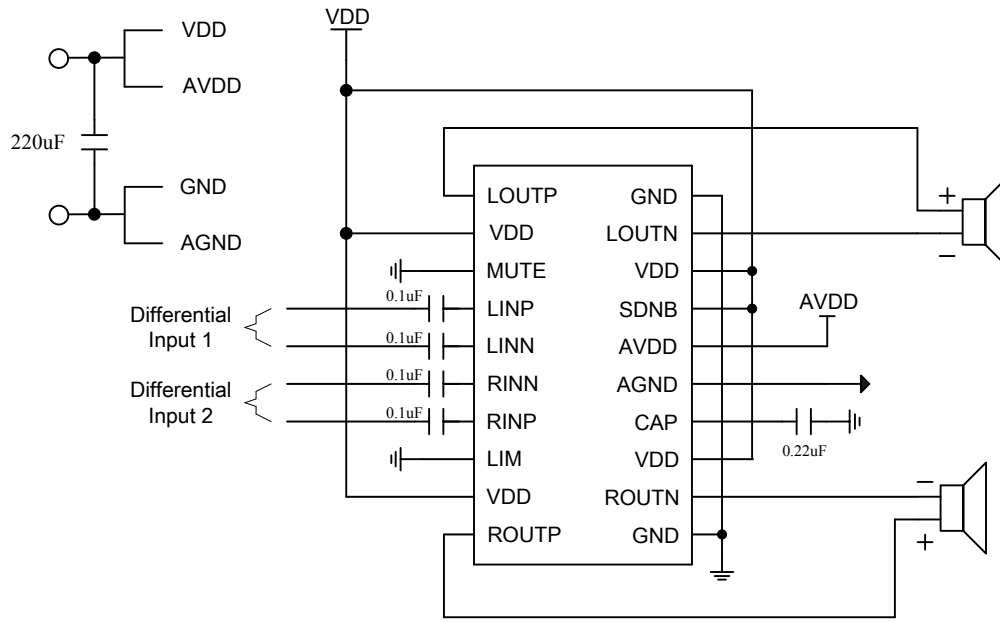 VDD
VDD
AVDD
220uF
GND
AGND
LOUTP
GND
+
VDD
LOUTN
−
MUTE
VDD
0.1uF
LINP
SDNB
AVDD
Differential
Input 1
0.1uF
LINN
AVDD
0.1uF
RINN
AGND
Differential
Input 2
0.1uF
RINP
CAP
0.22uF
LIM
VDD
VDD
ROUTN
−
ROUTP
GND
+